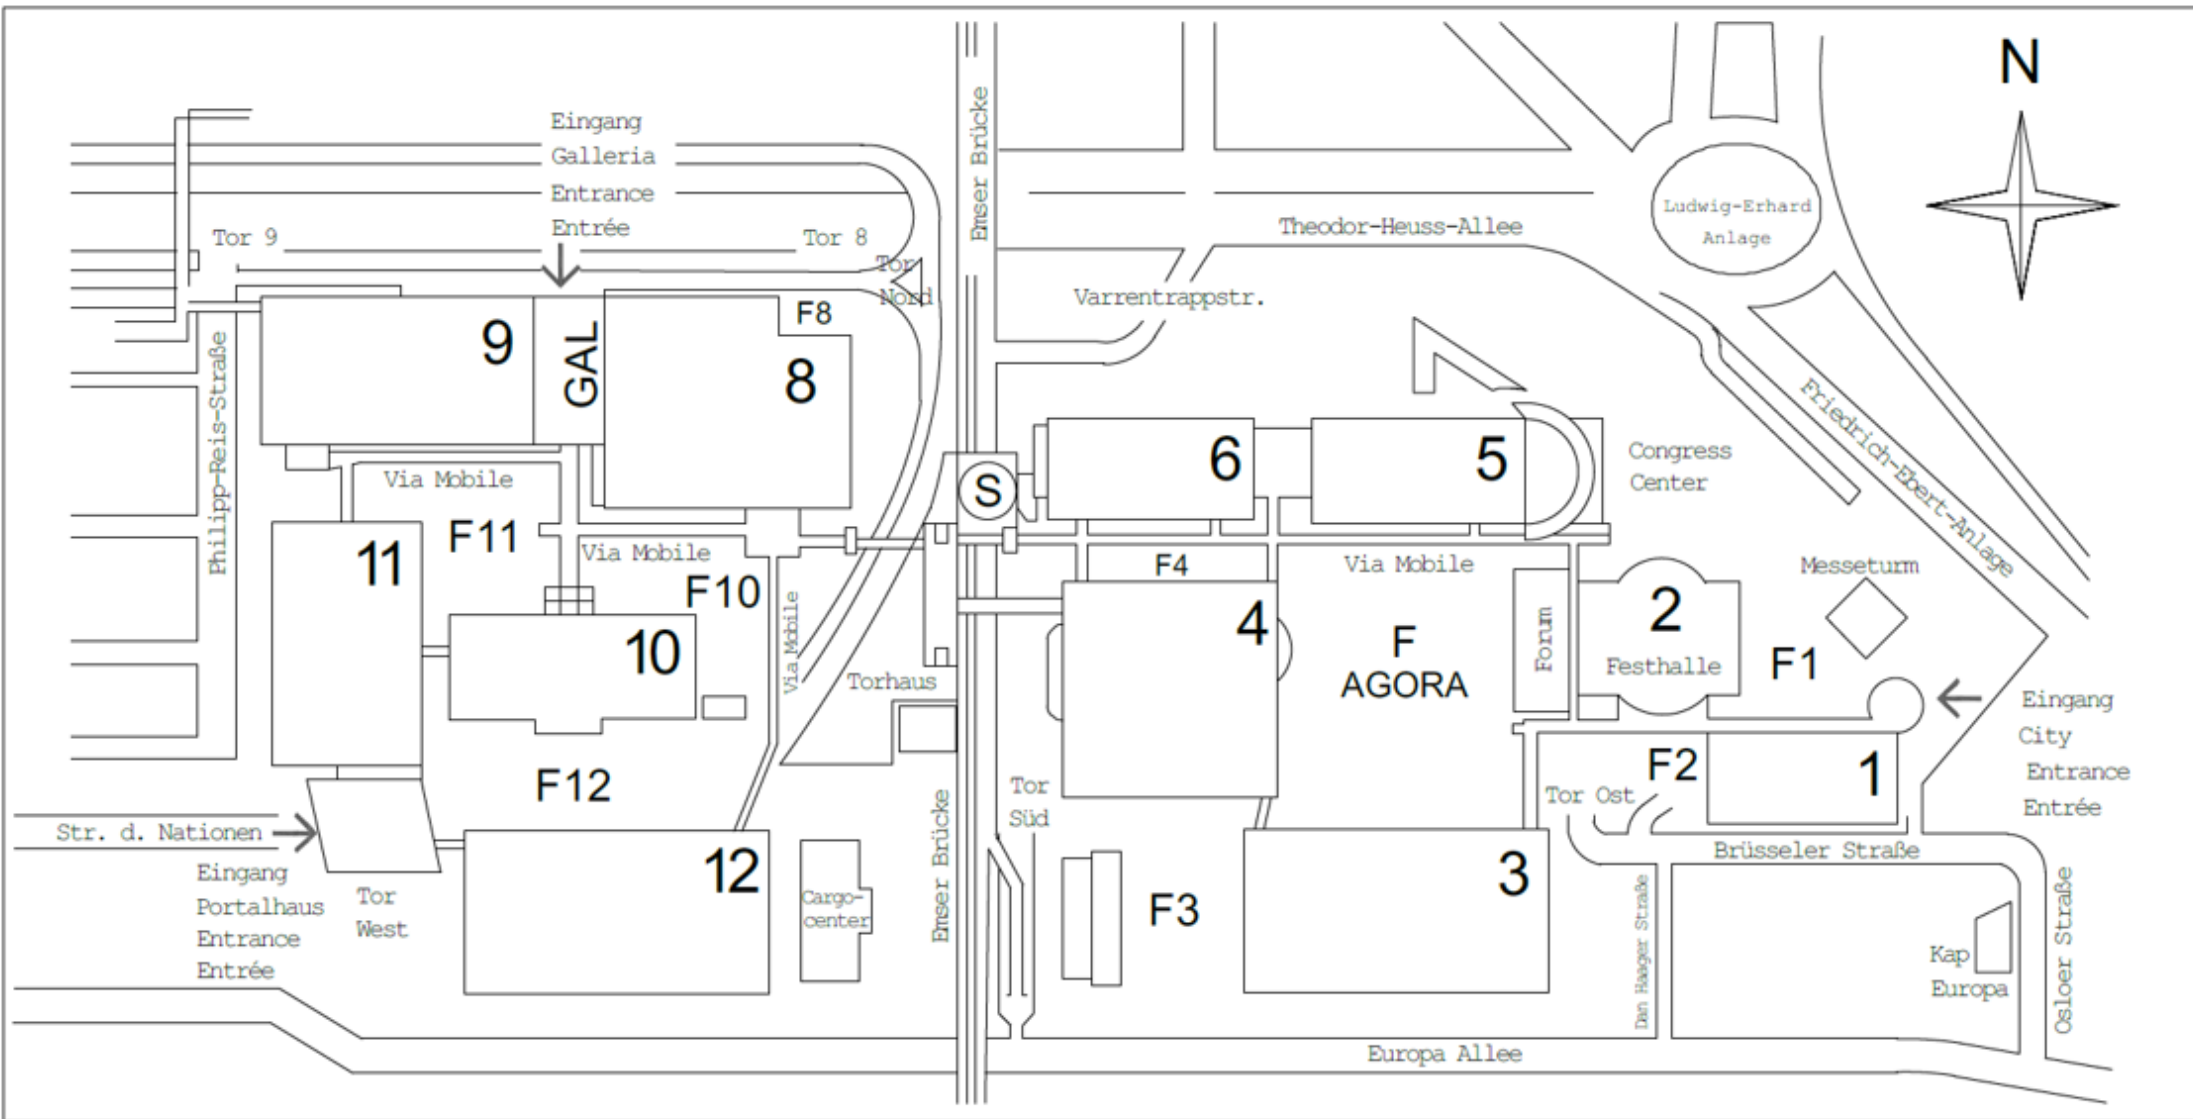 N
Eingang
Galleria
Entrance
Entrée
Emser Brücke
Ludwig-Erhard
Anlage
Theodor-Heuss-Allee
Tor 9
Tor 8
Tor
Nord
Varrentrappstr.
F8
9
GAL
8
Philipp-Reis-Straße
Friedrich-Ebert-Anlage
6
5
Congress
Center
S
Via Mobile
F11
11
Via Mobile
F10
Via Mobile
F4
Via Mobile
Messeturm
10
4
F
AGORA
Forum
2
Festhalle
F1
Torhaus
Eingang
City
Entrance
Entrée
F12
Tor
Süd
Tor Ost
F2
1
Str. d. Nationen
Eingang
Portalhaus
Entrance
Entrée
Tor
West
12
Cargo-
center
Emser Brücke
F3
3
Brüsseler Straße
Dan Haager Straße
Kap
Europa
Osloer Straße
Europa Allee